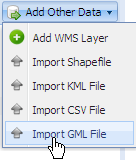 Add Other Data
Add WMS Layer
Import Shapefile
Import KML File
Import CSV File
Import GML File